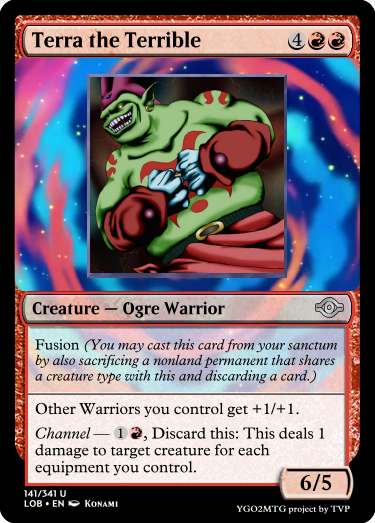 Terra the Terrible 4
Creature — Ogre Warrior
Fusion (You may cast this card from your sanctum
by also sacrificing a nonland permanent that shares
a creature type with this and discarding a card.)
Other Warriors you control get +1/+1.
Channel — 1, Discard this: This deals 1
damage to target creature for each
equipment you control.
6/5
141/341 U
LOB • EN Konami
YGO2MTG project by TVP